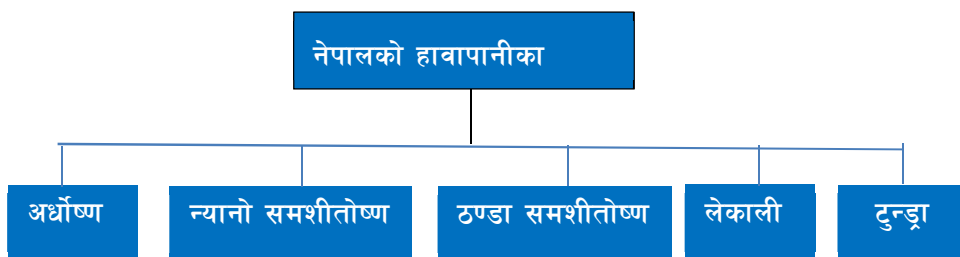 नेपालको हावापानीका
अर्धोष्ण
न्यानो समशीतोष्ण
ठण्डा समशीतोष्ण
लेकाली
टुन्ड्रा